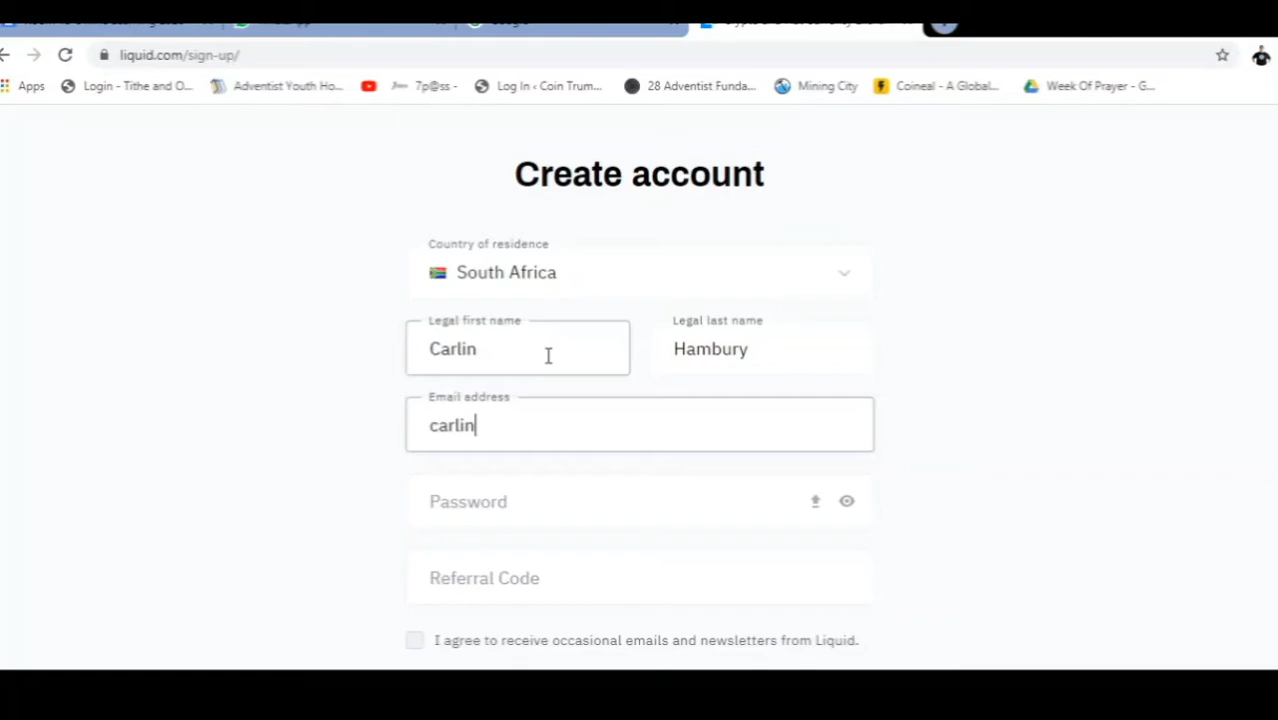 liquid.com/sign-up/
Apps Login - Tithe and O... Adventist Youth Ho... 7p@ss - Log In ‹ Coin Trum... 28 Adventist Funda... Mining City Coineal - A Global... Week Of Prayer - G...
Create account
Country of residence
South Africa
Legal first name Legal last name
Carlin Hambury
Email address
carlin
Password
Referral Code
I agree to receive occasional emails and newsletters from Liquid.